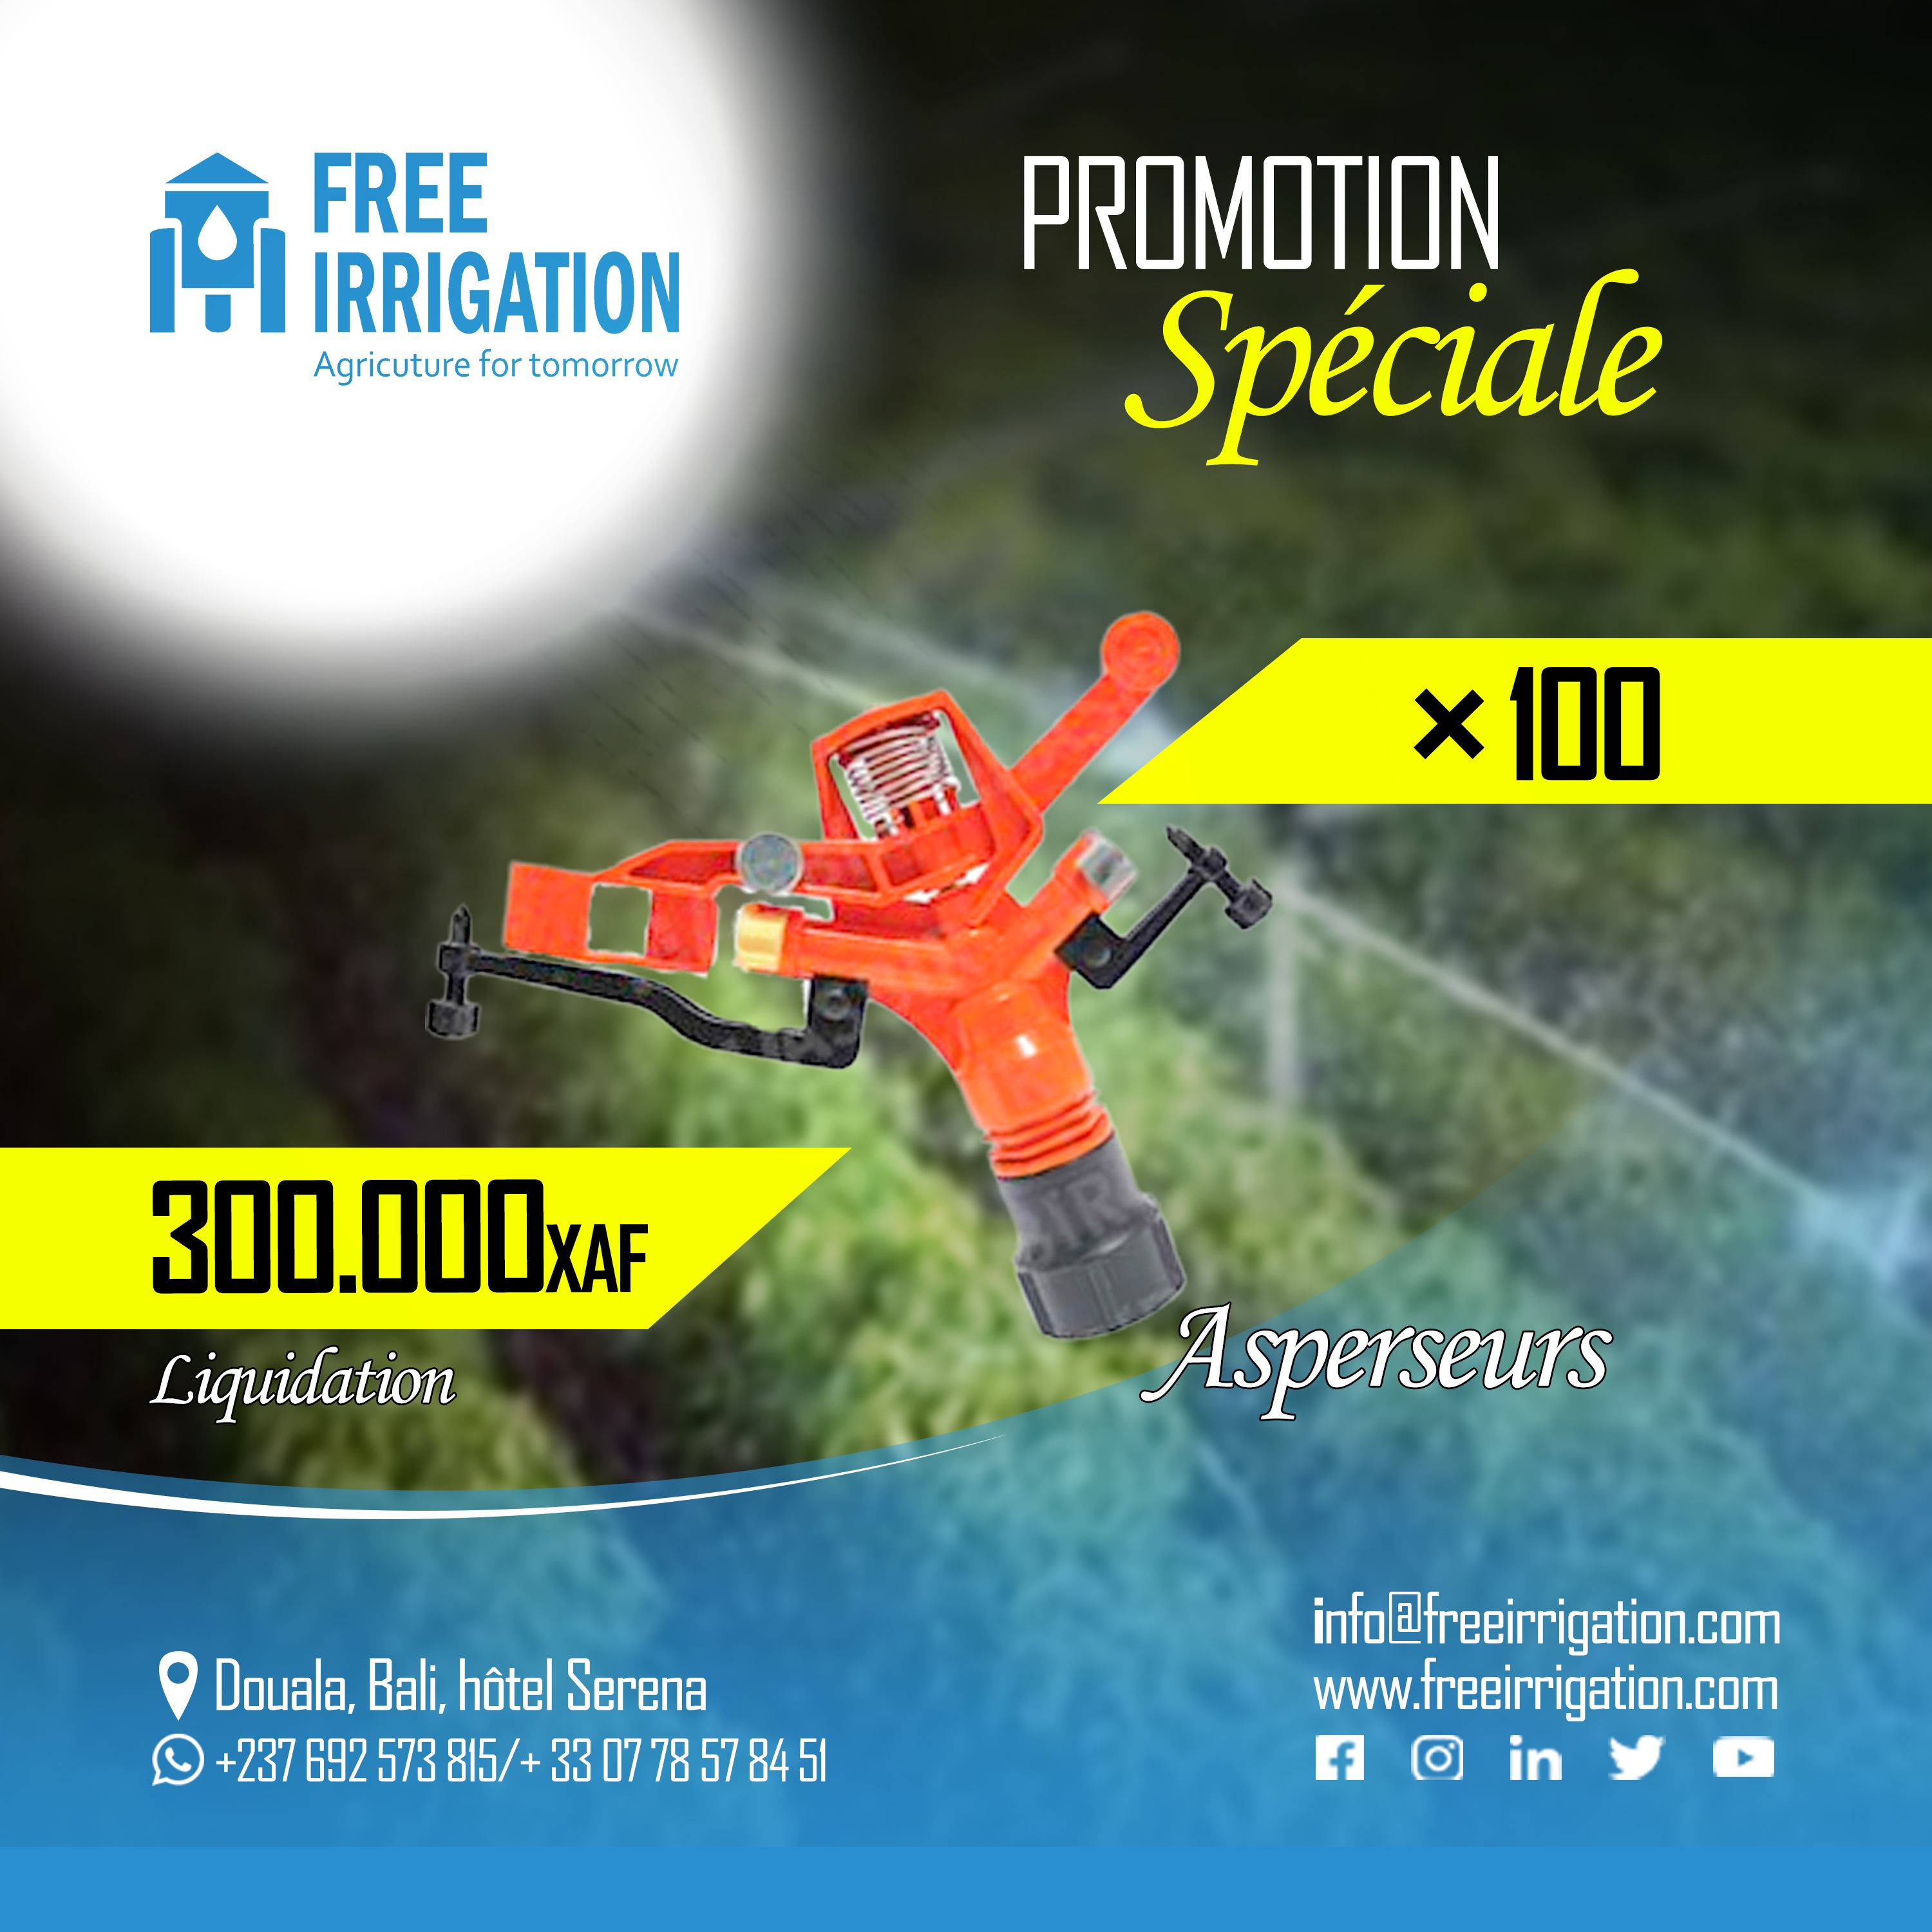 FREE
IRRIGATION
Agricuture for tomorrow
PROMOTION
Spéciale
×100
JIR
300.000XAF
Liquidation
Asperseurs
info@freeirrigation.com
www.freeirrigation.com
Douala, Bali, hôtel Serena
+237 692 573 815/+ 33 07 78 57 84 51